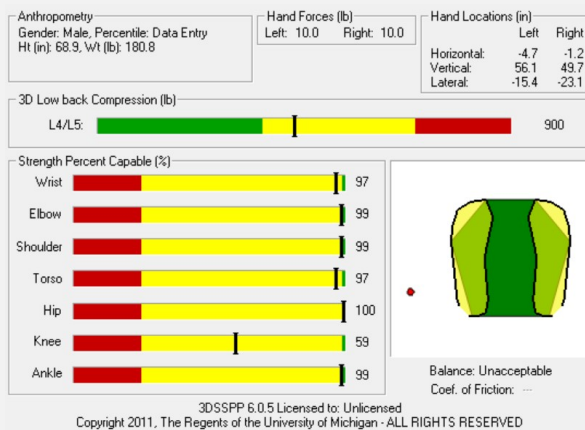 Anthropometry
Gender: Male, Percentile: Data Entry
Ht (in): 68.9, Wt (lb): 180.8
Hand Forces (lb)
Left: 10.0 Right: 10.0
Hand Locations (in)
Left Right
Horizontal: -4.7 -1.2
Vertical: 56.1 49.7
Lateral: -15.4 -23.1
3D Low back Compression (lb)
L4/L5: 900
Strength Percent Capable (%)
Wrist 97
Elbow 99
Shoulder 99
Torso 97
Hip 100
Knee 59
Ankle 99
Balance: Unacceptable
Coef. of Friction: ---
3DSSPP 6.0.5 Licensed to: Unlicensed
Copyright 2011, The Regents of the University of Michigan - ALL RIGHTS RESERVED